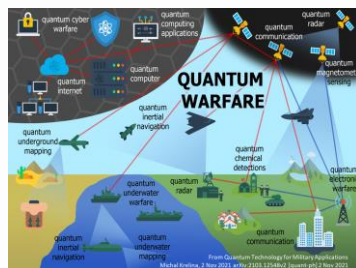 quantum cyber
warfare
quantum
computing
applications
quantum
communication
quantum
radar
quantum
magnetometer
sensing
quantum
internet
quantum
computer
QUANTUM
WARFARE
quantum
inertial
navigation
quantum
underground
mapping
quantum
chemical
detections
quantum
underwater
warfare
quantum
radar
quantum
electronic
warfare
quantum
inertial
navigation
quantum
underwater
mapping
quantum
communication
From Quantum Technology for Military Applications
Michal Krelina, 2 Nov 2021 arXiv:2103.12548v2 [quant-ph] 2 Nov 2021